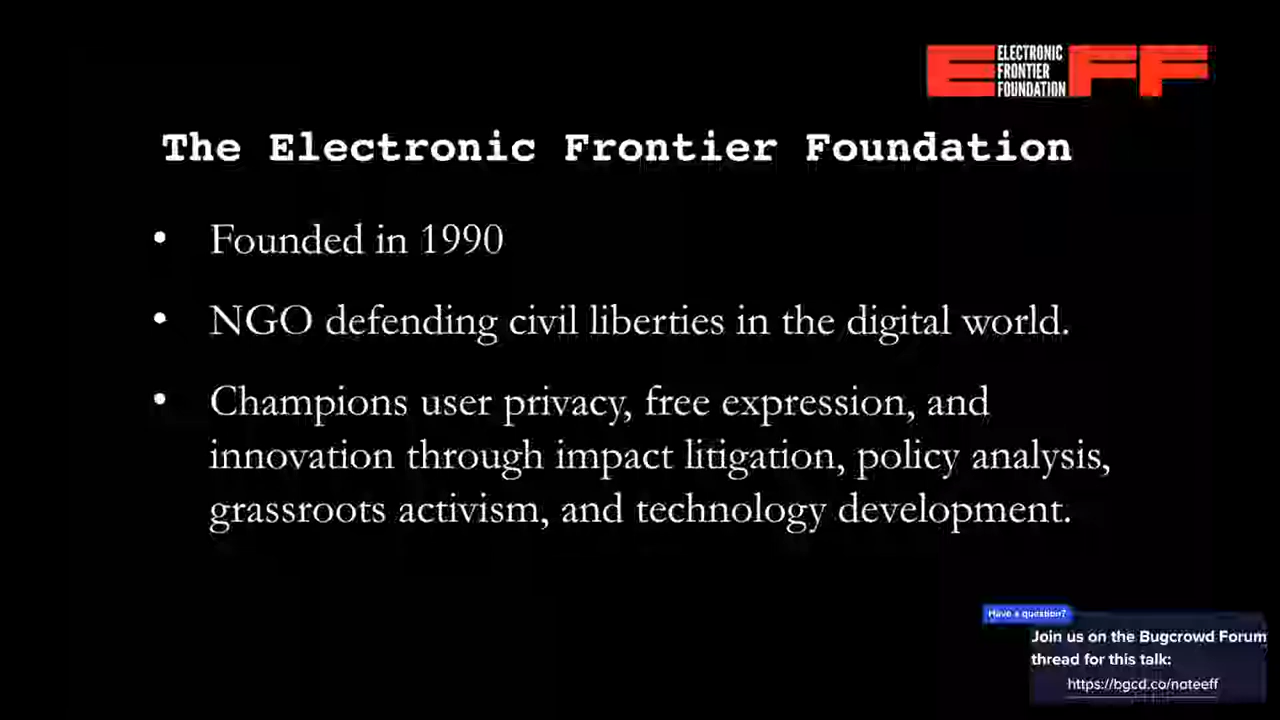 EFF
ELECTRONIC
FRONTIER
FOUNDATION
The Electronic Frontier Foundation
• Founded in 1990
• NGO defending civil liberties in the digital world.
• Champions user privacy, free expression, and
innovation through impact litigation, policy analysis,
grassroots activism, and technology development.
Have a question?
Join us on the Bugcrowd Forum
thread for this talk:
https://bgcd.co/nateeff